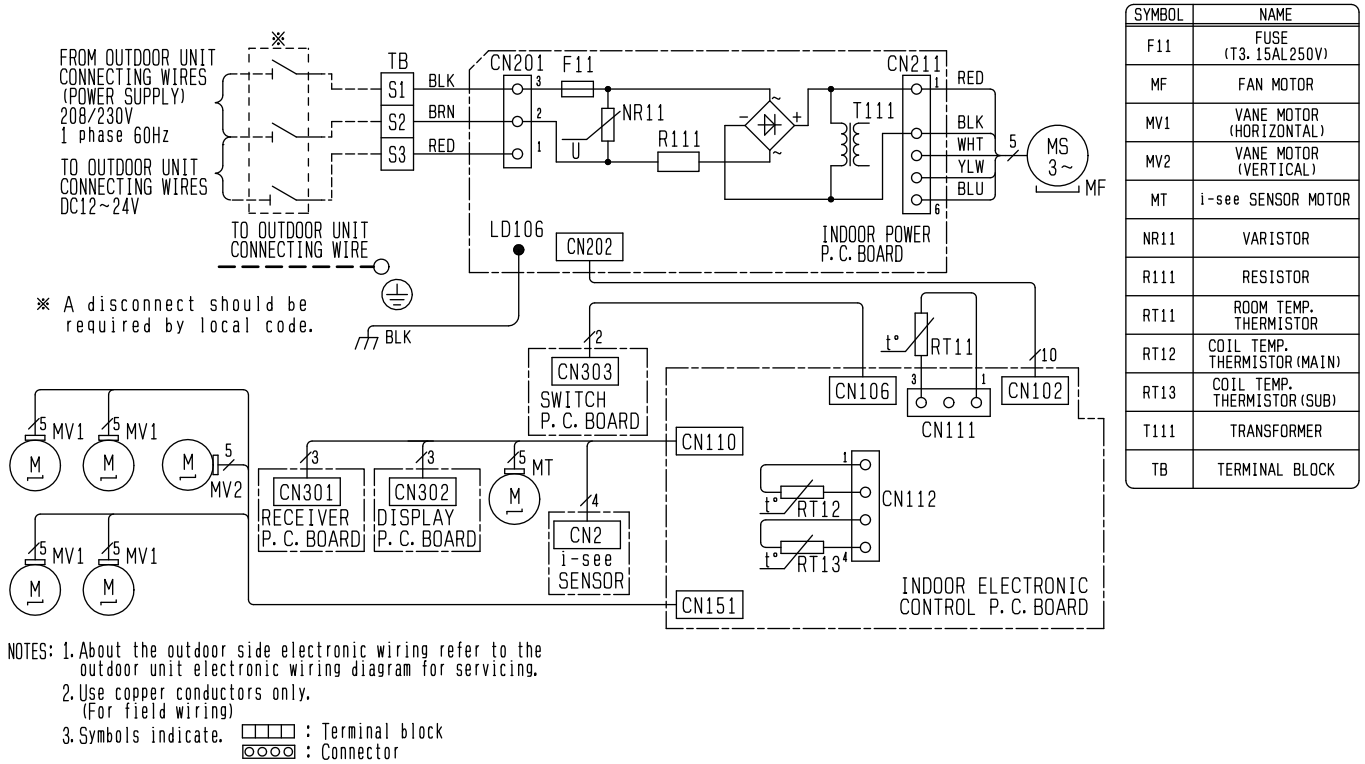 ※
FROM OUTDOOR UNIT
CONNECTING WIRES
(POWER SUPPLY)
208/230V
1 phase 60Hz
TO OUTDOOR UNIT
CONNECTING WIRES
DC12~24V
TB
S1
S2
S3
BLK
BRN
RED
TO OUTDOOR UNIT
CONNECTING WIRE
※ A disconnect should be
required by local code.
CN201
3
2
1
F11
NR11
U
R111
~
- +
~
T111
CN211
1
6
RED
BLK
WHT
YLW
BLU
5
MS
3~
MF
LD106
CN202
INDOOR POWER
P.C.BOARD
BLK
2
CN303
SWITCH
P.C.BOARD
t°
RT11
3 1
CN111
10
CN106
CN102
5
MV1
M
5
MV1
M
M
5
MV2
5
MV1
M
5
MV1
M
3
CN301
RECEIVER
P.C.BOARD
3
CN302
DISPLAY
P.C.BOARD
5
MT
M
4
CN2
i-see
SENSOR
CN110
CN151
1
4
CN112
t°
RT12
t°
RT13
INDOOR ELECTRONIC
CONTROL P.C.BOARD
SYMBOL NAME
F11 FUSE
(T3.15AL250V)
MF FAN MOTOR
MV1 VANE MOTOR
(HORIZONTAL)
MV2 VANE MOTOR
(VERTICAL)
MT i-see SENSOR MOTOR
NR11 VARISTOR
R111 RESISTOR
RT11 ROOM TEMP.
THERMISTOR
RT12 COIL TEMP.
THERMISTOR(MAIN)
RT13 COIL TEMP.
THERMISTOR(SUB)
T111 TRANSFORMER
TB TERMINAL BLOCK
NOTES: 1. About the outdoor side electronic wiring refer to the
outdoor unit electronic wiring diagram for servicing.
2. Use copper conductors only.
(For field wiring)
3. Symbols indicate. : Terminal block
: Connector